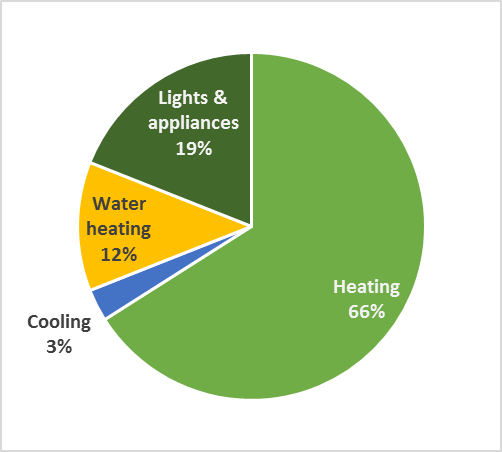 Lights &
appliances
19%
Water
heating
12%
Cooling
3%
Heating
66%